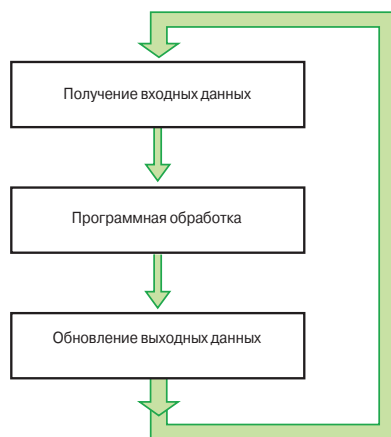 Получение входных данных
Программная обработка
Обновление выходных данных